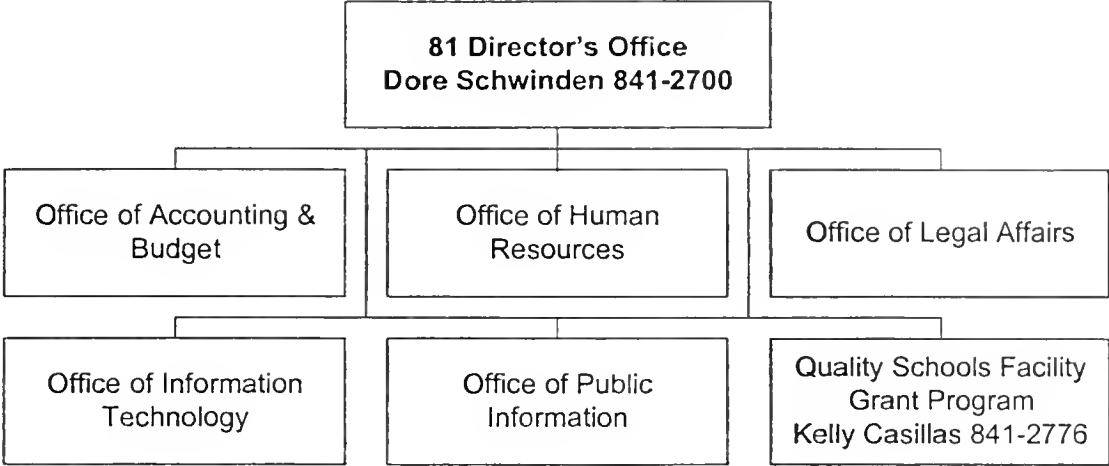 81 Director's Office
Dore Schwinden 841-2700
Office of Accounting &
Budget
Office of Human
Resources
Office of Legal Affairs
Office of Information
Technology
Office of Public
Information
Quality Schools Facility
Grant Program
Kelly Casillas 841-2776